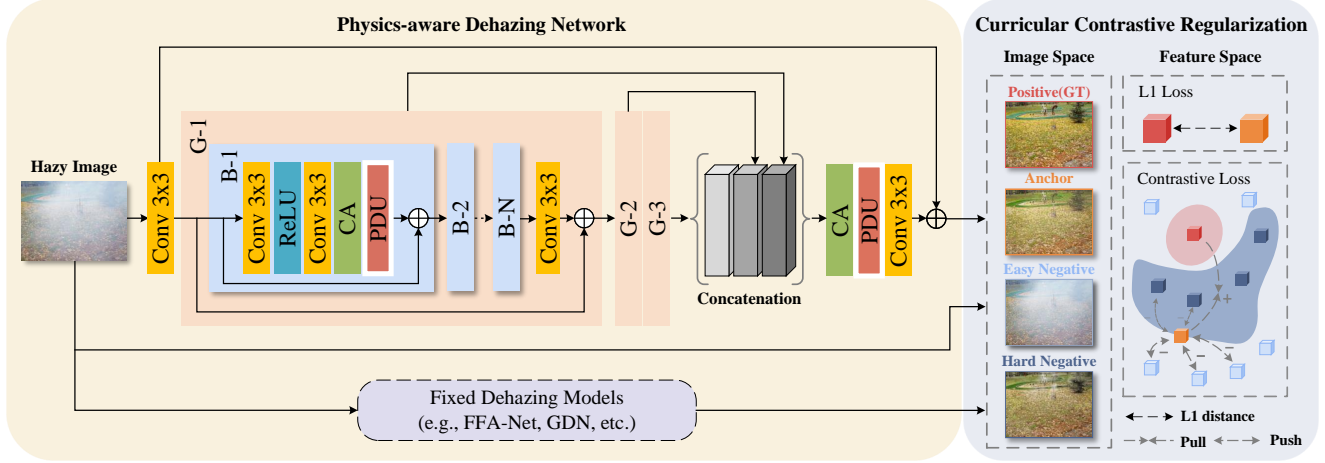 Physics-aware Dehazing Network
Hazy Image
Conv 3x3
G-1
B-1
Conv 3x3
ReLU
Conv 3x3
CA
PDU
B-2
B-N
Conv 3x3
G-2
G-3
Concatenation
CA
PDU
Conv 3x3
Fixed Dehazing Models
(e.g., FFA-Net, GDN, etc.)
Curricular Contrastive Regularization
Image Space
Positive(GT)
Anchor
Easy Negative
Hard Negative
Feature Space
L1 Loss
Contrastive Loss
L1 distance
Pull
Push